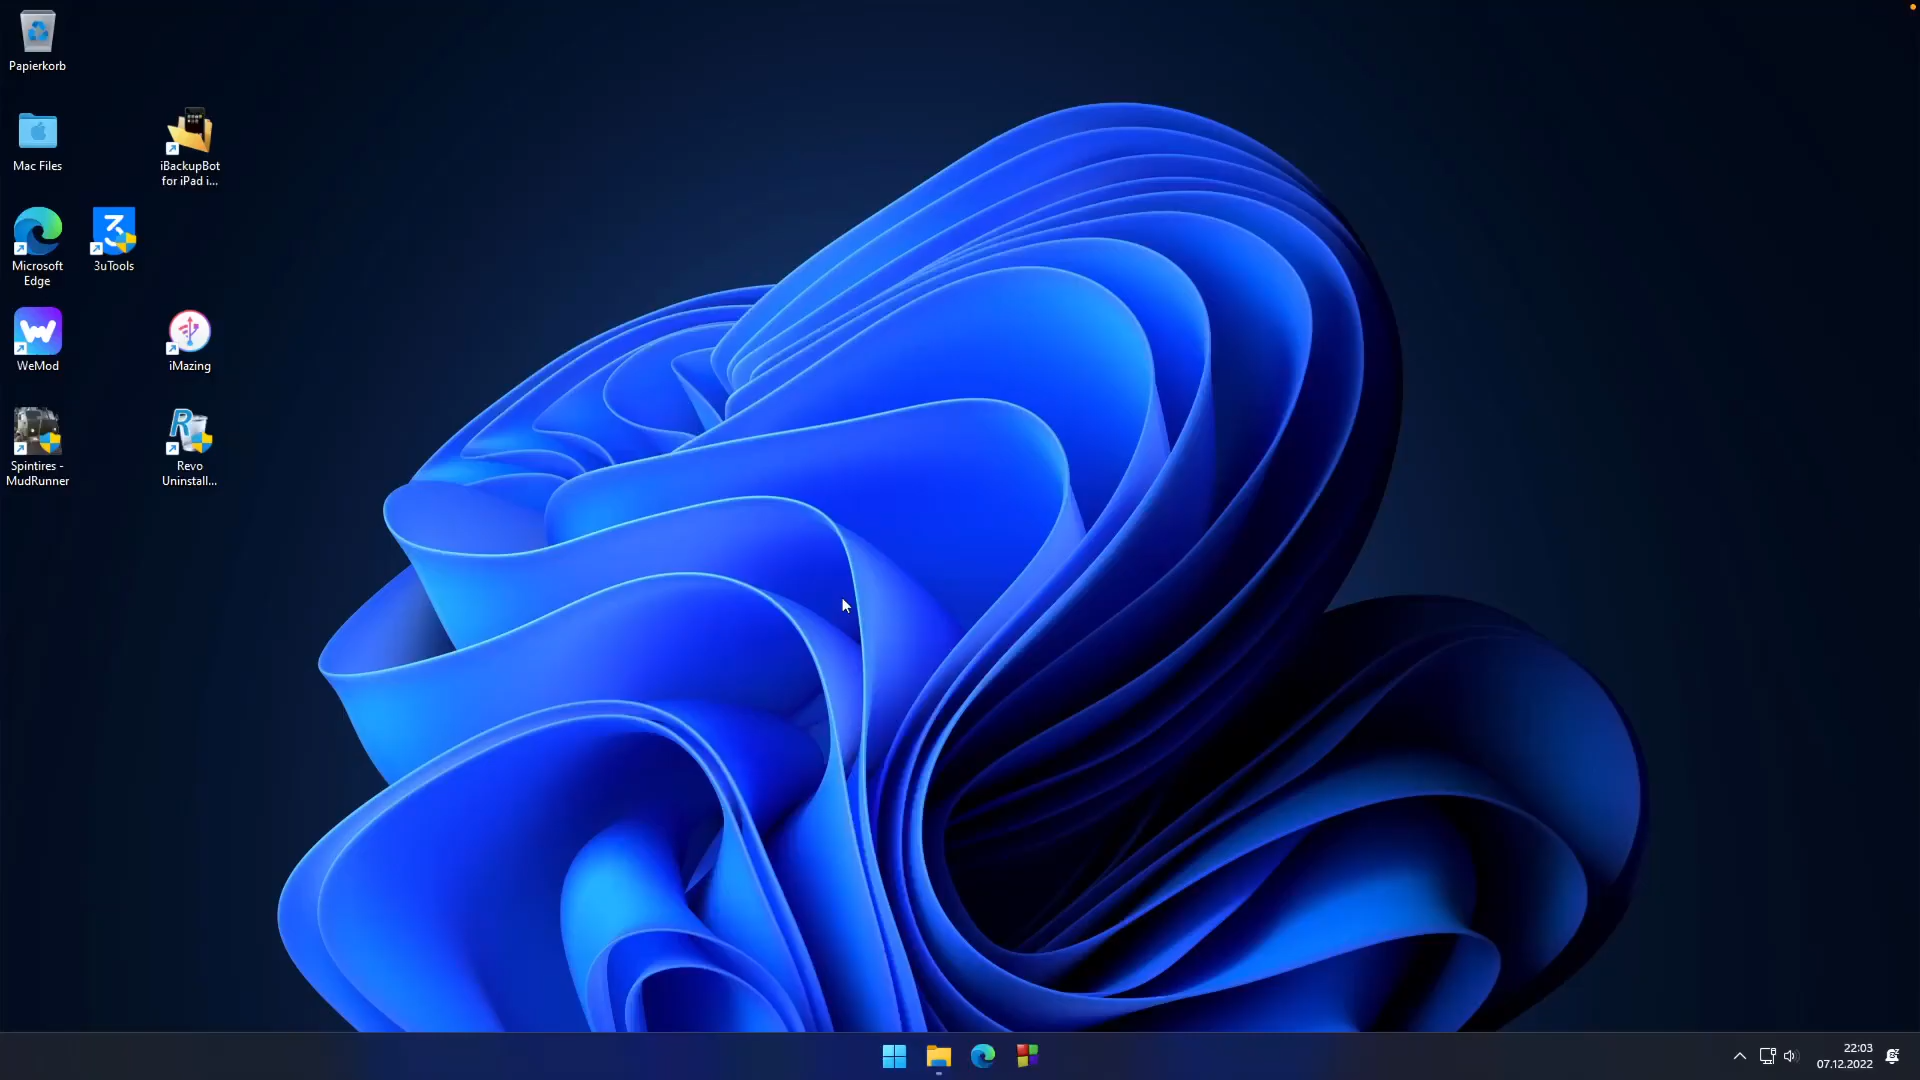 Papierkorb
Mac Files
iBackupBot
for iPad i...
Microsoft
Edge
3uTools
WeMod
iMazing
Spintires -
MudRunner
Revo
Uninstall...
22:03
07.12.2022